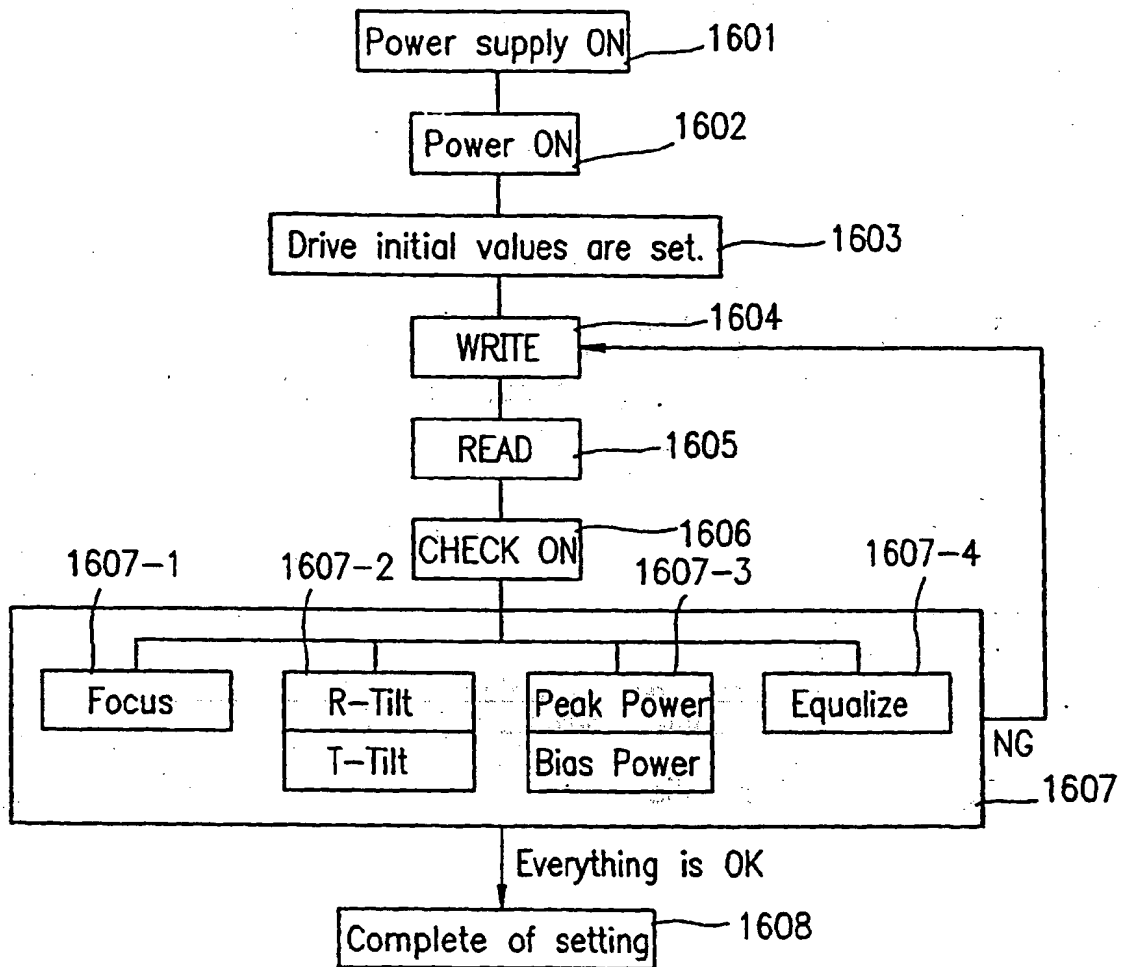 Power supply ON
1601
Power ON
1602
Drive initial values are set.
1603
WRITE
1604
READ
1605
CHECK ON
1606
1607-1
1607-2
1607-3
1607-4
Focus
R-Tilt
T-Tilt
Peak Power
Bias Power
Equalize
NG
1607
Everything is OK
Complete of setting
1608